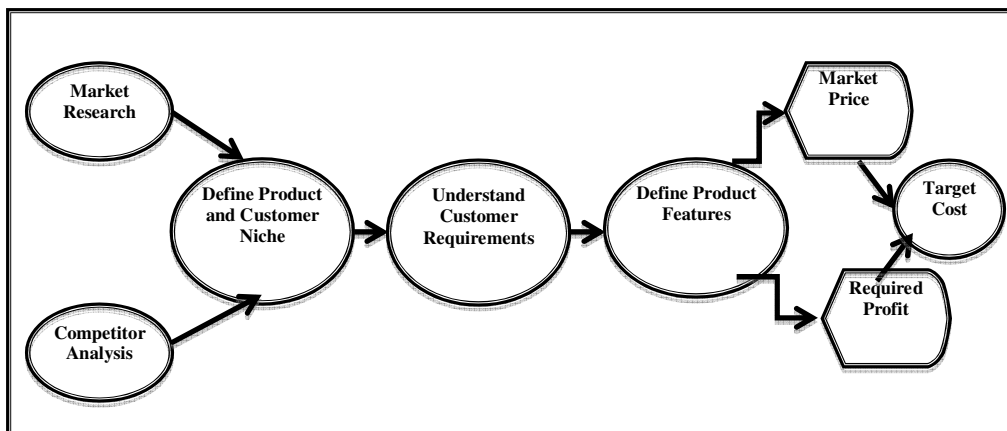 Market
Research
Competitor
Analysis
Define Product
and Customer
Niche
Understand
Customer
Requirements
Define Product
Features
Market
Price
Required
Profit
Target
Cost